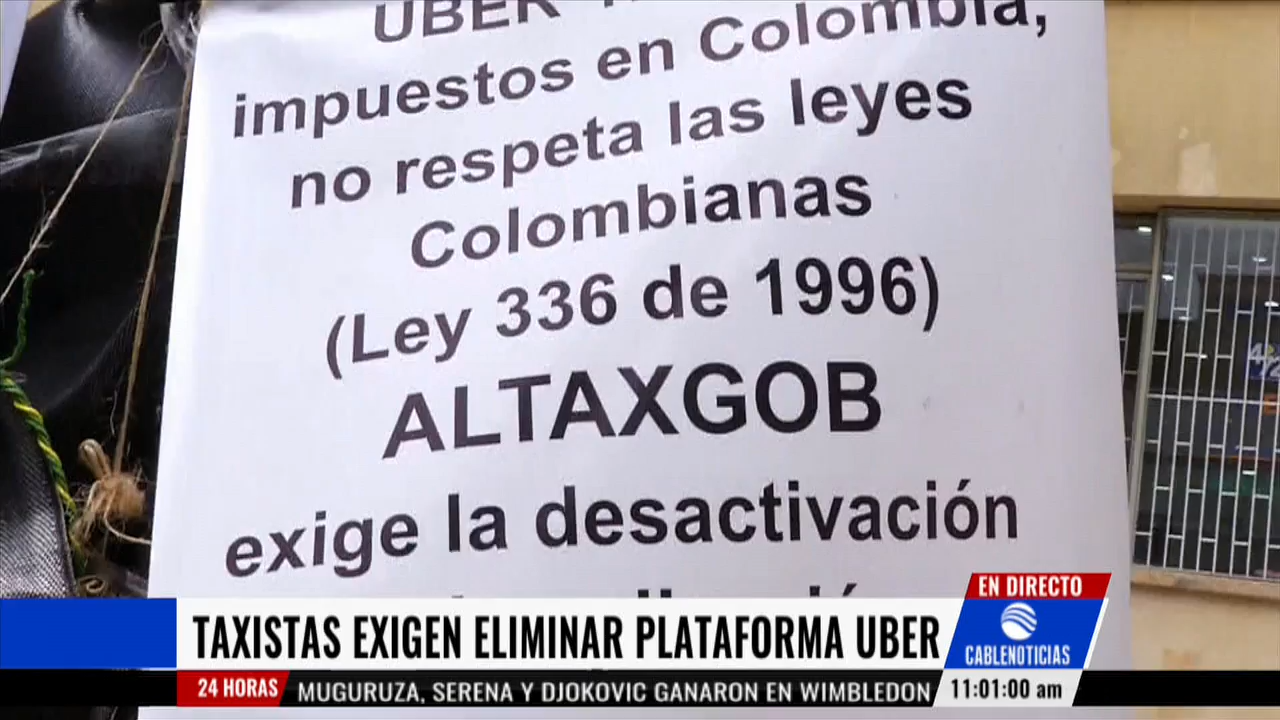 UBER
impuestos en Colombia,
no respeta las leyes
Colombianas
(Ley 336 de 1996)
ALTAXGOB
exige la desactivación
EN DIRECTO
TAXISTAS EXIGEN ELIMINAR PLATAFORMA UBER
CABLENOTICIAS
24 HORAS
MUGURUZA, SERENA Y DJOKOVIC GANARON EN WIMBLEDON
11:01:00 am